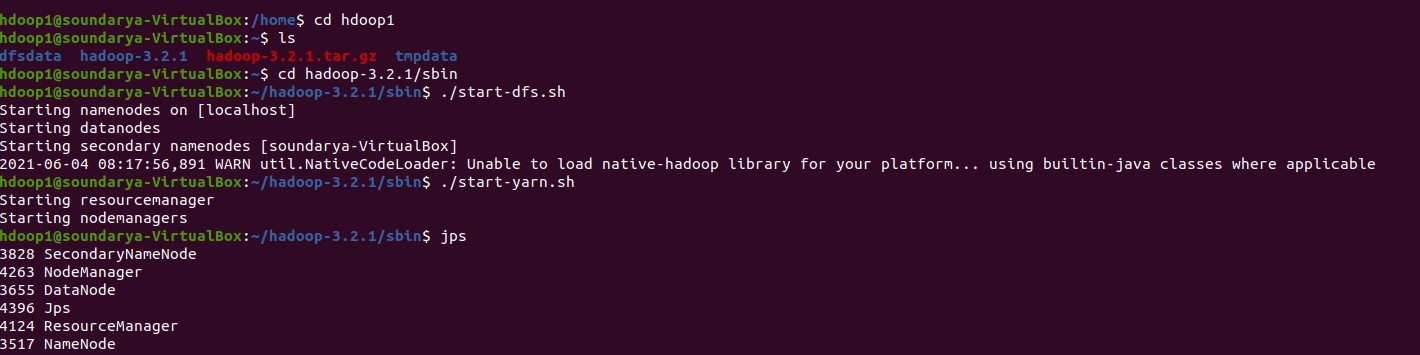 hdoop1@soundarya-VirtualBox:/home$ cd hdoop1
hdoop1@soundarya-VirtualBox:~$ ls
dfsdata  hadoop-3.2.1  hadoop-3.2.1.tar.gz  tmpdata
hdoop1@soundarya-VirtualBox:~$ cd hadoop-3.2.1/sbin
hdoop1@soundarya-VirtualBox:~/hadoop-3.2.1/sbin$ ./start-dfs.sh
Starting namenodes on [localhost]
Starting datanodes
Starting secondary namenodes [soundarya-VirtualBox]
2021-06-04 08:17:56,891 WARN util.NativeCodeLoader: Unable to load native-hadoop library for your platform... using builtin-java classes where applicable
hdoop1@soundarya-VirtualBox:~/hadoop-3.2.1/sbin$ ./start-yarn.sh
Starting resourcemanager
Starting nodemanagers
hdoop1@soundarya-VirtualBox:~/hadoop-3.2.1/sbin$ jps
3828 SecondaryNameNode
4263 NodeManager
3655 DataNode
4396 Jps
4124 ResourceManager
3517 NameNode